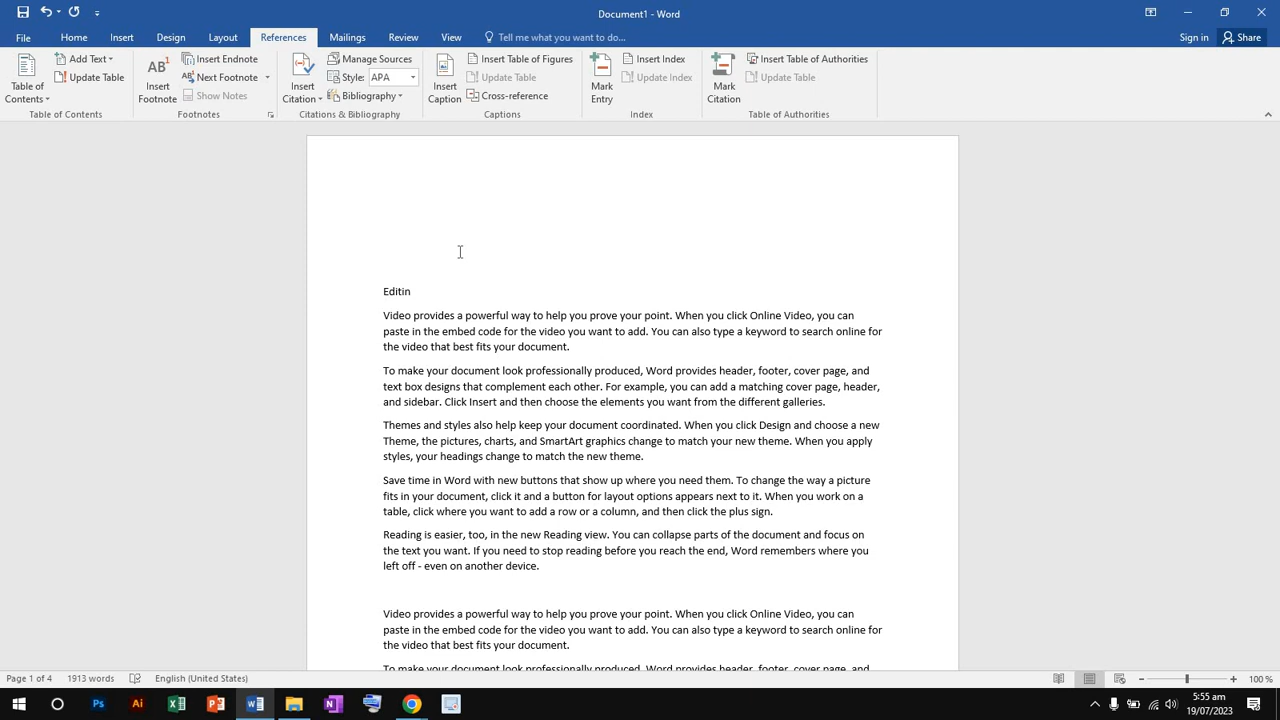 Document1 - Word
File Home Insert Design Layout References Mailings Review View Tell me what you want to do... Sign in Share
Table of Contents
Add Text
Update Table
Table of Contents
AB1
Insert Footnote
Insert Endnote
Next Footnote
Show Notes
Footnotes
Insert Citation
Manage Sources
Style: APA
Bibliography
Citations & Bibliography
Insert Caption
Insert Table of Figures
Update Table
Cross-reference
Captions
Mark Entry
Insert Index
Update Index
Index
Mark Citation
Insert Table of Authorities
Update Table
Table of Authorities
Editin
Video provides a powerful way to help you prove your point. When you click Online Video, you can
paste in the embed code for the video you want to add. You can also type a keyword to search online for
the video that best fits your document.
To make your document look professionally produced, Word provides header, footer, cover page, and
text box designs that complement each other. For example, you can add a matching cover page, header,
and sidebar. Click Insert and then choose the elements you want from the different galleries.
Themes and styles also help keep your document coordinated. When you click Design and choose a new
Theme, the pictures, charts, and SmartArt graphics change to match your new theme. When you apply
styles, your headings change to match the new theme.
Save time in Word with new buttons that show up where you need them. To change the way a picture
fits in your document, click it and a button for layout options appears next to it. When you work on a
table, click where you want to add a row or a column, and then click the plus sign.
Reading is easier, too, in the new Reading view. You can collapse parts of the document and focus on
the text you want. If you need to stop reading before you reach the end, Word remembers where you
left off - even on another device.
Video provides a powerful way to help you prove your point. When you click Online Video, you can
paste in the embed code for the video you want to add. You can also type a keyword to search online for
the video that best fits your document.
To make your document look professionally produced, Word provides header, footer, cover page, and
Page 1 of 4 1913 words English (United States) 100 %
Ps Ai
5:55 am
19/07/2023